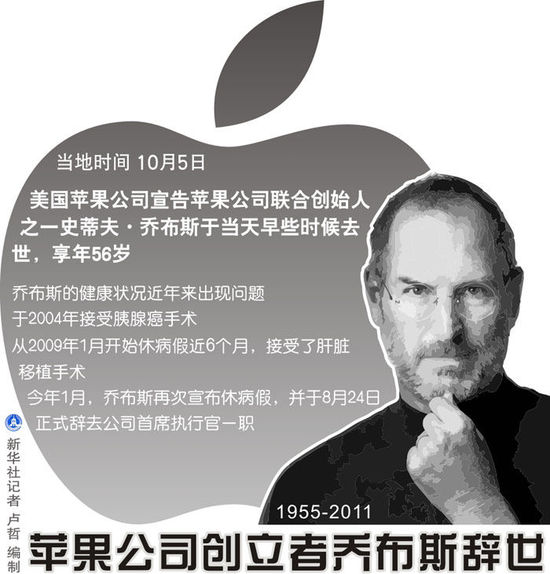 当地时间 10月5日
美国苹果公司宣告苹果公司联合创始人
之一史蒂夫·乔布斯于当天早些时候去
世，享年56岁
乔布斯的健康状况近年来出现问题
于2004年接受胰腺癌手术
从2009年1月开始休病假近6个月，接受了肝脏
移植手术
今年1月，乔布斯再次宣布休病假，并于8月24日
正式辞去公司首席执行官一职
新华社记者 卢哲 编制
1955-2011
苹果公司创立者乔布斯辞世